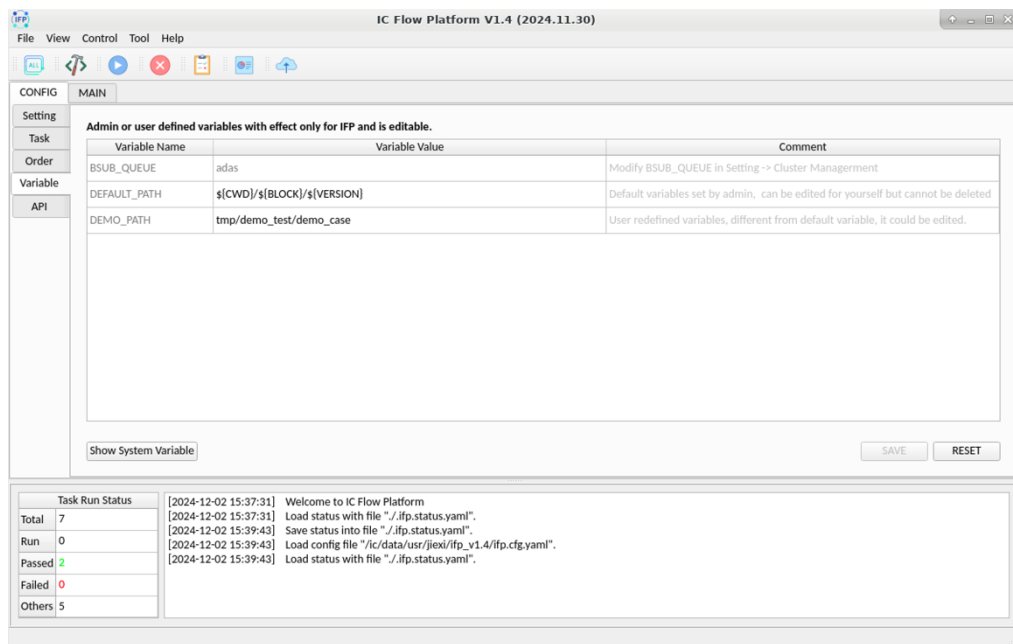 IFP
IC Flow Platform V1.4 (2024.11.30)
File View Control Tool Help
ALL
CONFIG MAIN
Setting
Task
Order
Variable
API
Admin or user defined variables with effect only for IFP and is editable.
Variable Name Variable Value Comment
BSUB_QUEUE adas Modify BSUB_QUEUE in Setting -> Cluster Managerment
DEFAULT_PATH ${CWD}/${BLOCK}/${VERSION} Default variables set by admin, can be edited for yourself but cannot be deleted
DEMO_PATH tmp/demo_test/demo_case User redefined variables, different from default variable, it could be edited.
Show System Variable SAVE RESET
Task Run Status
Total 7
Run 0
Passed 2
Failed 0
Others 5
[2024-12-02 15:37:31] Welcome to IC Flow Platform
[2024-12-02 15:37:31] Load status with file "./.ifp.status.yaml".
[2024-12-02 15:39:43] Save status into file "./.ifp.status.yaml".
[2024-12-02 15:39:43] Load config file "/ic/data/usr/jiexi/ifp_v1.4/ifp.cfg.yaml".
[2024-12-02 15:39:43] Load status with file "./.ifp.status.yaml".